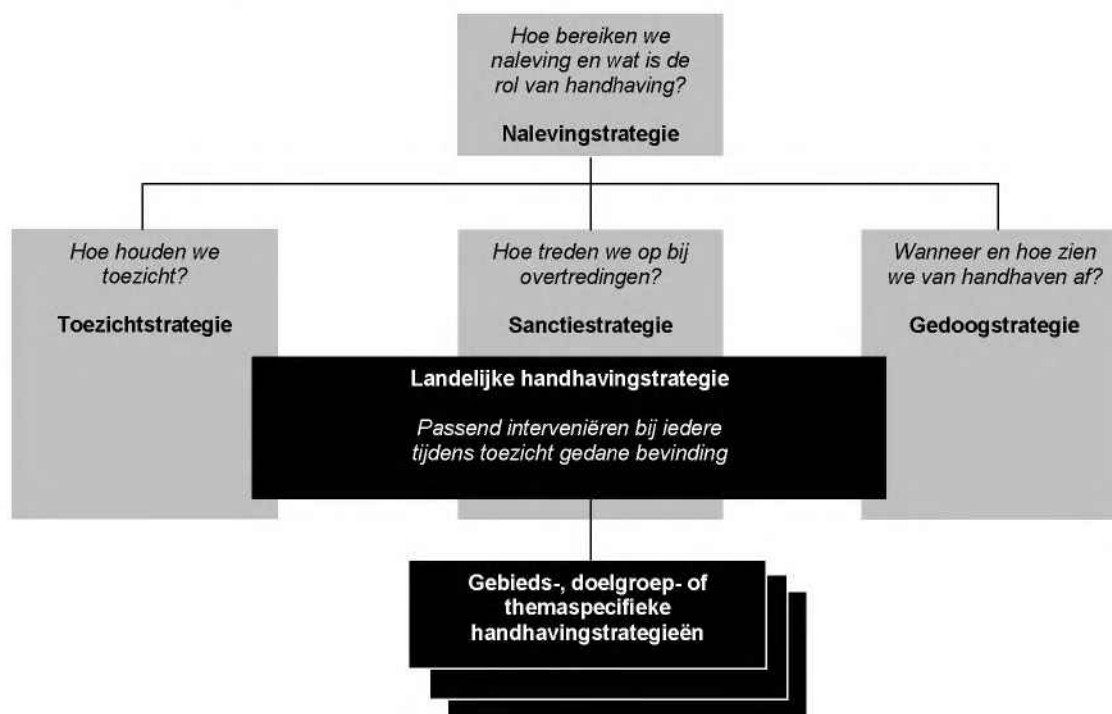 Hoe bereiken we
naleving en wat is de
rol van handhaving?
Nalevingstrategie
Hoe houden we
toezicht?
Toezichtstrategie
Hoe treden we op bij
overtredingen?
Sanctiestrategie
Wanneer en hoe zien
we van handhaven af?
Gedoogstrategie
Landelijke handhavingstrategie
Passend interveniëren bij iedere
tijdens toezicht gedane bevinding
Gebieds-, doelgroep- of
themaspecifieke
handhavingstrategieën